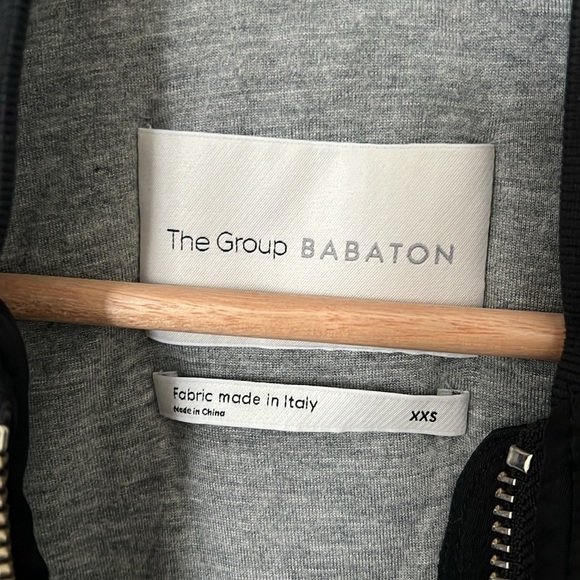 The Group BABATON
Fabric made in Italy
Made in China
XXS